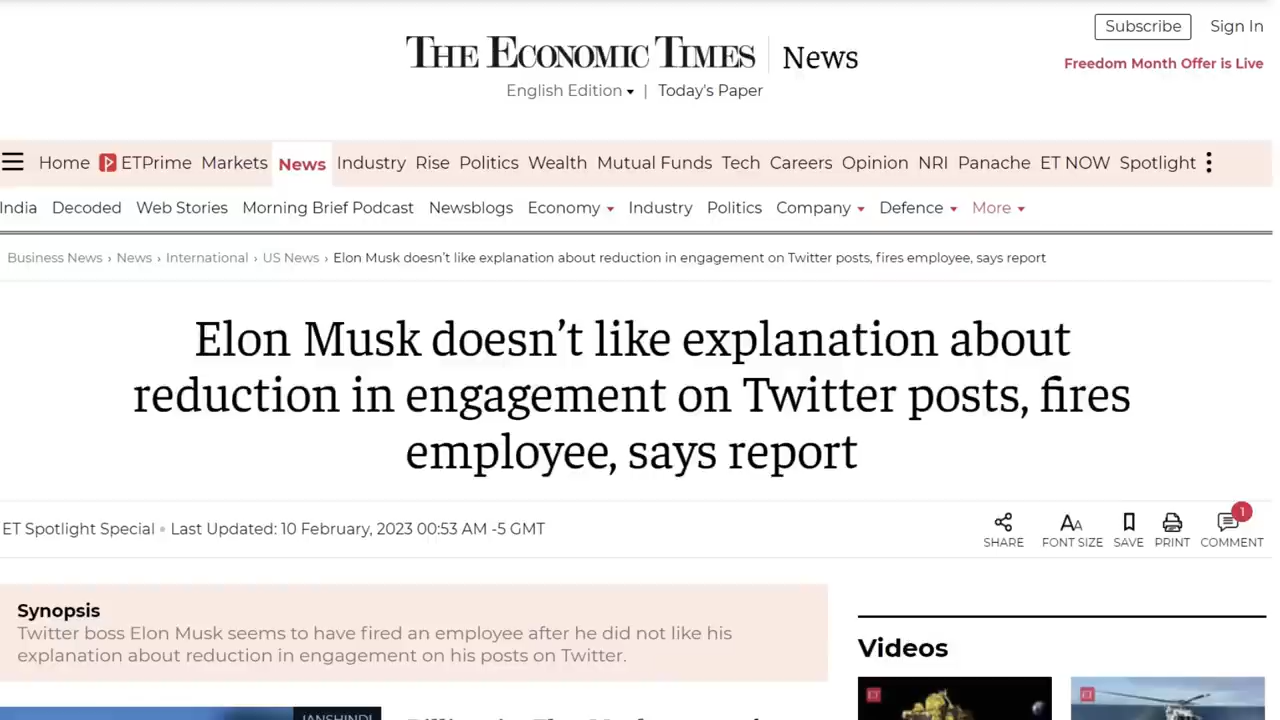 Subscribe
Sign In
THE ECONOMIC TIMES
News
Freedom Month Offer is Live
English Edition | Today's Paper
Home ETPrime Markets News Industry Rise Politics Wealth Mutual Funds Tech Careers Opinion NRI Panache ET NOW Spotlight
India Decoded Web Stories Morning Brief Podcast Newsblogs Economy Industry Politics Company Defence More
Business News › News › International › US News › Elon Musk doesn't like explanation about reduction in engagement on Twitter posts, fires employee, says report
Elon Musk doesn't like explanation about
reduction in engagement on Twitter posts, fires
employee, says report
ET Spotlight Special • Last Updated: 10 February, 2023 00:53 AM -5 GMT
1
SHARE FONT SIZE SAVE PRINT COMMENT
Synopsis
Twitter boss Elon Musk seems to have fired an employee after he did not like his
explanation about reduction in engagement on his posts on Twitter.
Videos
ET
ET